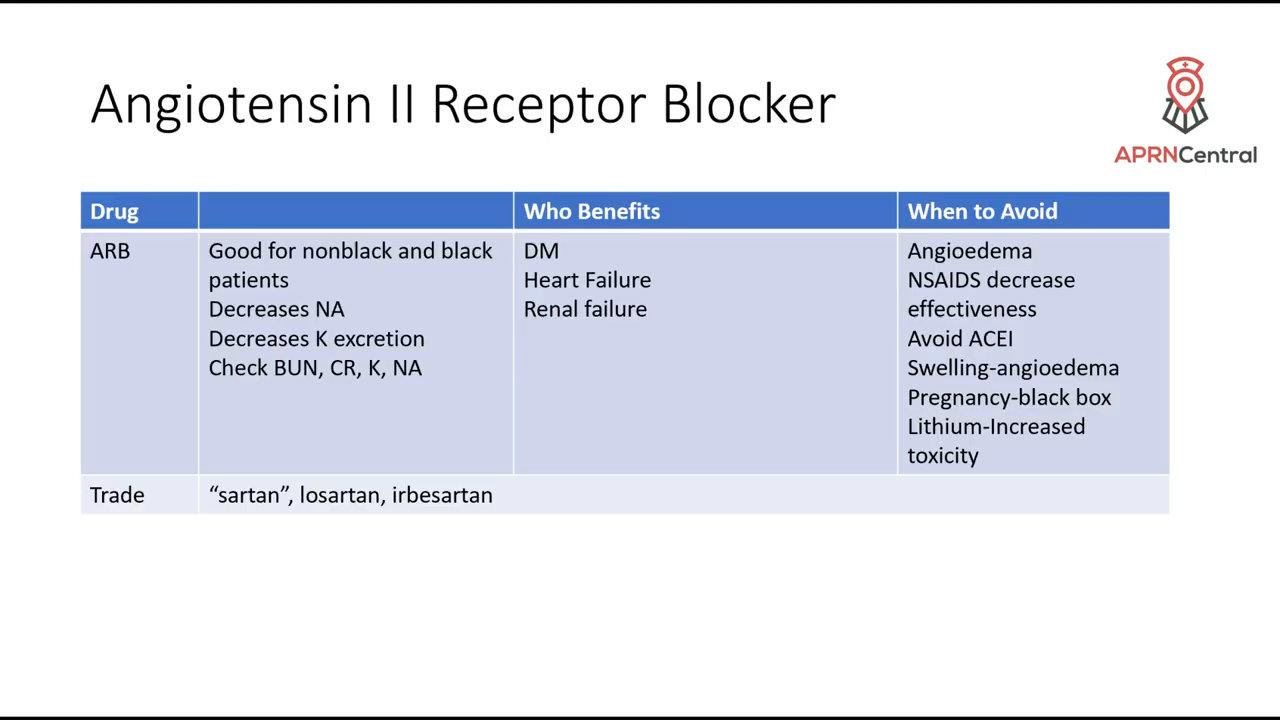 Angiotensin II Receptor Blocker
APRNCentral
Drug
Who Benefits
When to Avoid
ARB
Good for nonblack and black
patients
Decreases NA
Decreases K excretion
Check BUN, CR, K, NA
DM
Heart Failure
Renal failure
Angioedema
NSAIDS decrease
effectiveness
Avoid ACEI
Swelling-angioedema
Pregnancy-black box
Lithium-Increased
toxicity
Trade
“sartan”, losartan, irbesartan